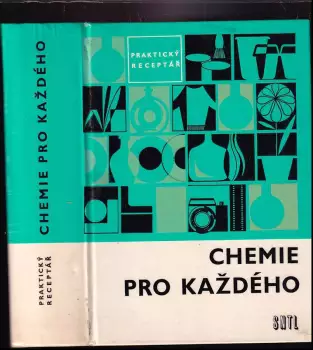 CHEMIE PRO KAŽDÉHO
PRAKTICKÝ
RECEPTÁŘ
PRAKTICKÝ
RECEPTÁŘ
CHEMIE
PRO KAŽDÉHO
SNTL